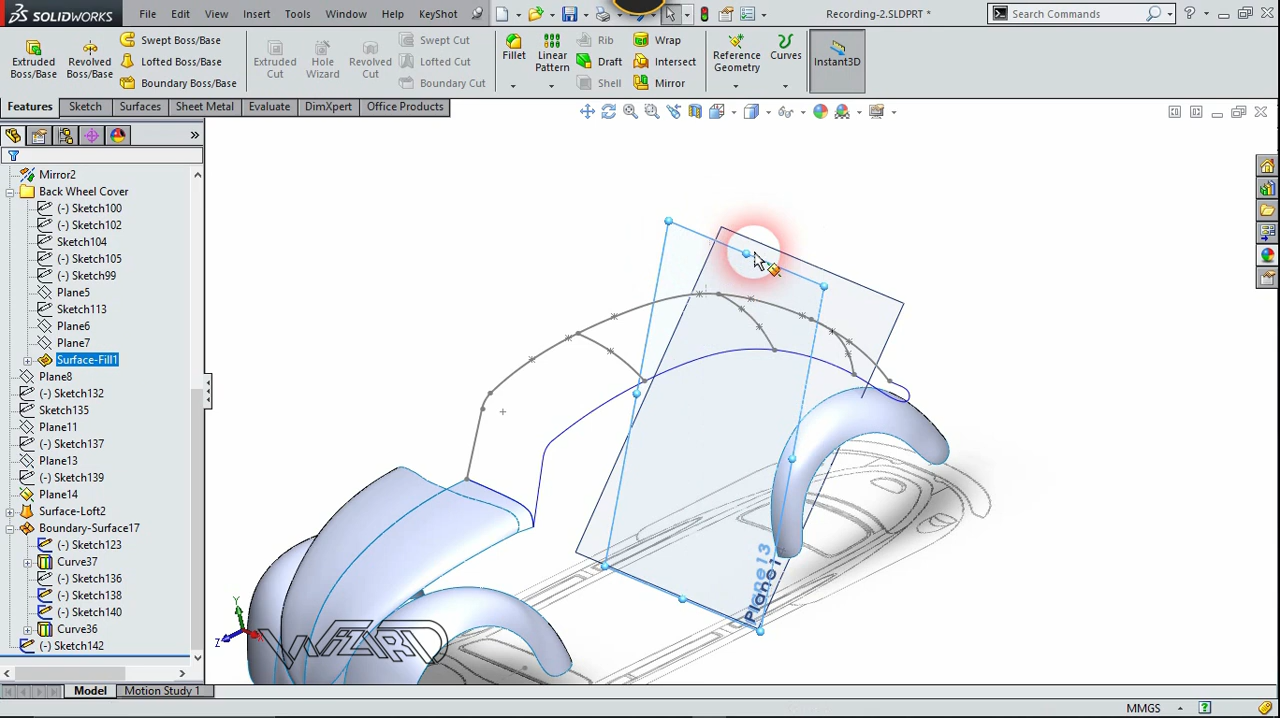 SOLIDWORKS File Edit View Insert Tools Window Help KeyShot Recording-2.SLDPRT * Search Commands
Extruded Boss/Base Revolved Boss/Base Swept Boss/Base Lofted Boss/Base Boundary Boss/Base Extruded Cut Hole Wizard Revolved Cut Swept Cut Lofted Cut Boundary Cut Fillet Linear Pattern Rib Draft Shell Wrap Intersect Mirror Reference Geometry Curves Instant3D
Features Sketch Surfaces Sheet Metal Evaluate DimXpert Office Products
Mirror2
Back Wheel Cover
(-) Sketch100
(-) Sketch102
Sketch104
(-) Sketch105
(-) Sketch99
Plane5
Sketch113
Plane6
Plane7
Surface-Fill1
Plane8
(-) Sketch132
Sketch135
Plane11
(-) Sketch137
Plane13
(-) Sketch139
Plane14
Surface-Loft2
Boundary-Surface17
(-) Sketch123
Curve37
(-) Sketch136
(-) Sketch138
(-) Sketch140
Curve36
(-) Sketch142
Plane13
Plane1
Y
Z
WIZARD
Model Motion Study 1
MMGS